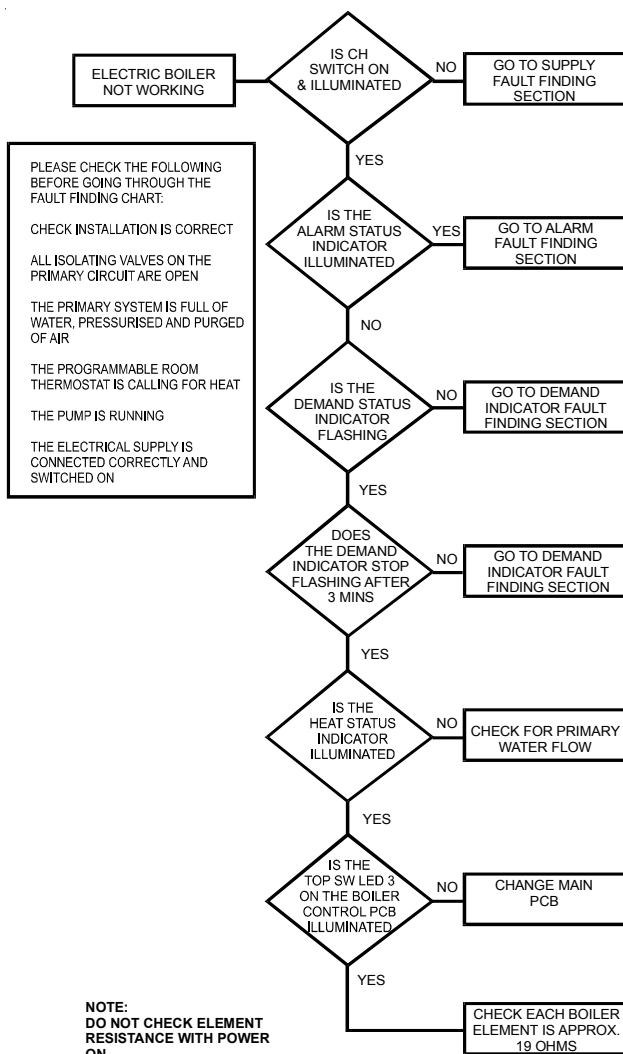 ELECTRIC BOILER
NOT WORKING
IS CH
SWITCH ON
& ILLUMINATED
NO
GO TO SUPPLY
FAULT FINDING
SECTION
YES
PLEASE CHECK THE FOLLOWING
BEFORE GOING THROUGH THE
FAULT FINDING CHART:
CHECK INSTALLATION IS CORRECT
ALL ISOLATING VALVES ON THE
PRIMARY CIRCUIT ARE OPEN
THE PRIMARY SYSTEM IS FULL OF
WATER, PRESSURISED AND PURGED
OF AIR
THE PROGRAMMABLE ROOM
THERMOSTAT IS CALLING FOR HEAT
THE PUMP IS RUNNING
THE ELECTRICAL SUPPLY IS
CONNECTED CORRECTLY AND
SWITCHED ON
IS THE
ALARM STATUS
INDICATOR
ILLUMINATED
YES
GO TO ALARM
FAULT FINDING
SECTION
NO
IS THE
DEMAND STATUS
INDICATOR
FLASHING
NO
GO TO DEMAND
INDICATOR FAULT
FINDING SECTION
YES
DOES
THE DEMAND
INDICATOR STOP
FLASHING AFTER
3 MINS
NO
GO TO DEMAND
INDICATOR FAULT
FINDING SECTION
YES
IS THE
HEAT STATUS
INDICATOR
ILLUMINATED
NO
CHECK FOR PRIMARY
WATER FLOW
YES
IS THE
TOP SW LED 3
ON THE BOILER
CONTROL PCB
ILLUMINATED
NO
CHANGE MAIN
PCB
YES
CHECK EACH BOILER
ELEMENT IS APPROX.
19 OHMS
NOTE:
DO NOT CHECK ELEMENT
RESISTANCE WITH POWER
ON